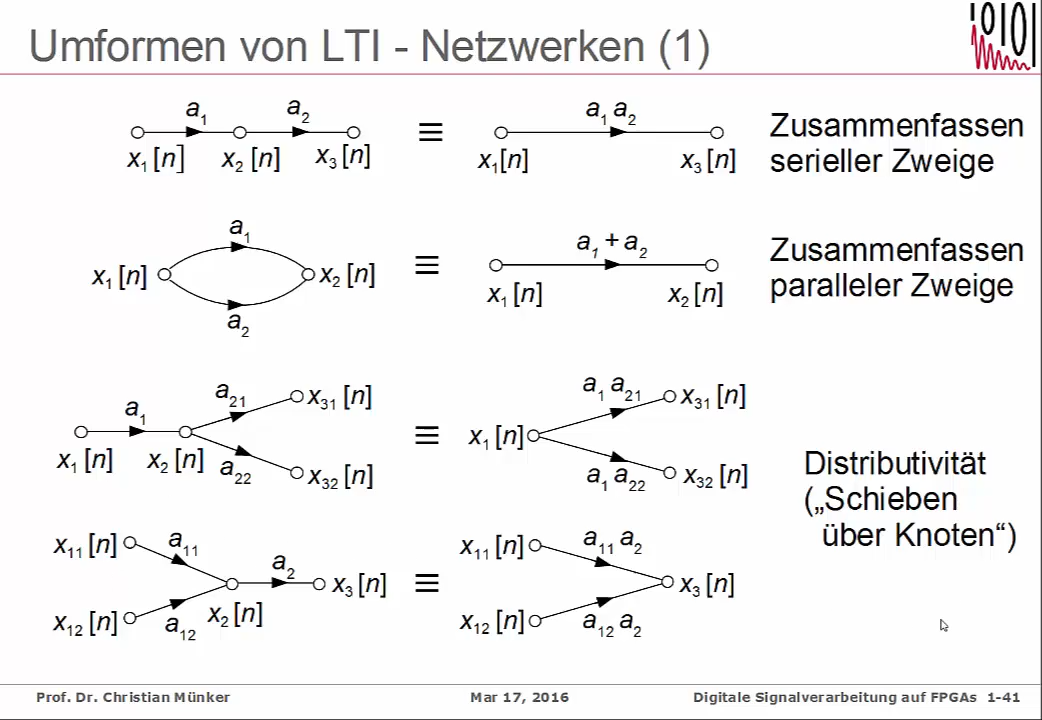 Umformen von LTI - Netzwerken (1)
a₁ a₂ ≡ a₁ a₂
x₁ [n] x₂ [n] x₃ [n] x₁[n] x₃ [n]
Zusammenfassen
serieller Zweige
a₁ a₁ + a₂
x₁ [n] x₂ [n] ≡
a₂ x₁ [n] x₂ [n]
Zusammenfassen
paralleler Zweige
a₂₁ x₃₁ [n] a₁ a₂₁ x₃₁ [n]
a₁ ≡ x₁ [n]
x₁ [n] x₂ [n] a₂₂ x₃₂ [n] a₁ a₂₂ x₃₂ [n]
Distributivität
(„Schieben
über Knoten“)
x₁₁ [n] a₁₁ x₁₁ [n] a₁₁ a₂
a₂ x₃ [n] ≡ x₃ [n]
x₁₂ [n] a₁₂ x₂ [n] x₁₂ [n] a₁₂ a₂
Prof. Dr. Christian Münker Mar 17, 2016 Digitale Signalverarbeitung auf FPGAs 1-41